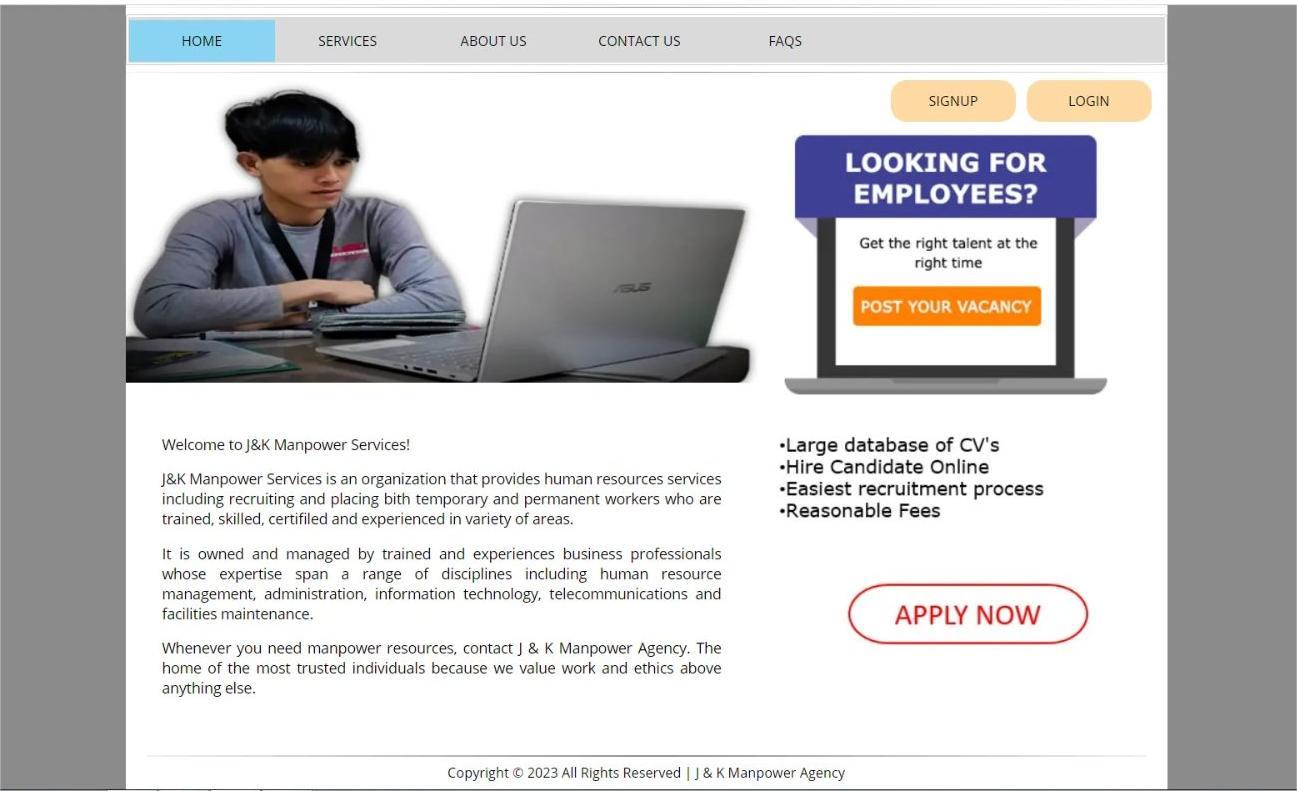 HOME SERVICES ABOUT US CONTACT US FAQS
SIGNUP LOGIN
LOOKING FOR
EMPLOYEES?
Get the right talent at the
right time
POST YOUR VACANCY
ASUS
Welcome to J&K Manpower Services!
J&K Manpower Services is an organization that provides human resources services
including recruiting and placing bith temporary and permanent workers who are
trained, skilled, certifiled and experienced in variety of areas.
It is owned and managed by trained and experiences business professionals
whose expertise span a range of disciplines including human resource
management, administration, information technology, telecommunications and
facilities maintenance.
Whenever you need manpower resources, contact J & K Manpower Agency. The
home of the most trusted individuals because we value work and ethics above
anything else.
•Large database of CV's
•Hire Candidate Online
•Easiest recruitment process
•Reasonable Fees
APPLY NOW
Copyright © 2023 All Rights Reserved | J & K Manpower Agency